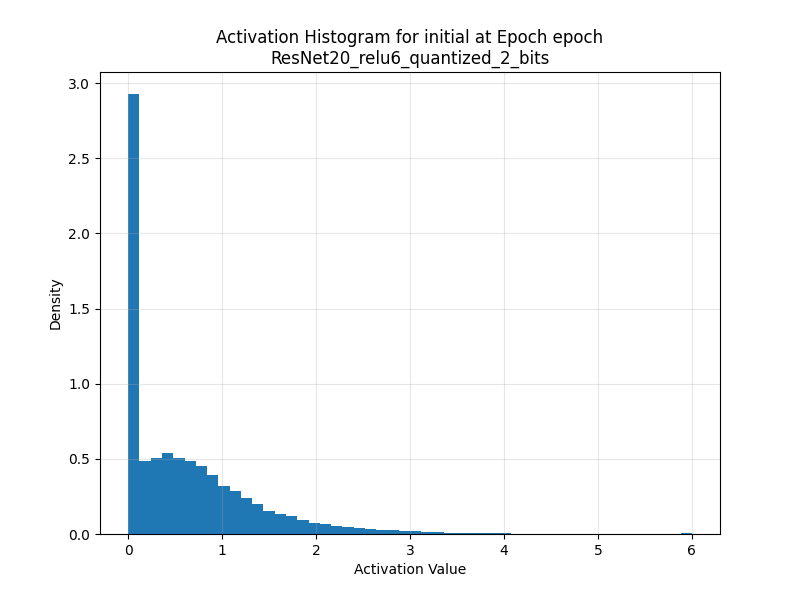 Activation Histogram for initial at Epoch epoch
ResNet20_relu6_quantized_2_bits
3.0
2.5
2.0
1.5
1.0
0.5
0.0
Density
0 1 2 3 4 5 6
Activation Value